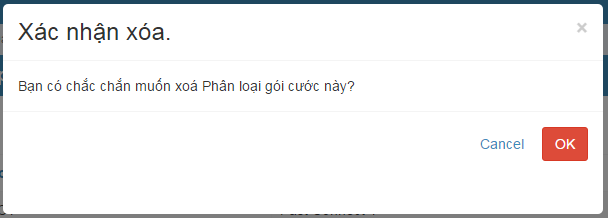 Xác nhận xóa.
×
Bạn có chắc chắn muốn xoá Phân loại gói cước này?
Cancel OK